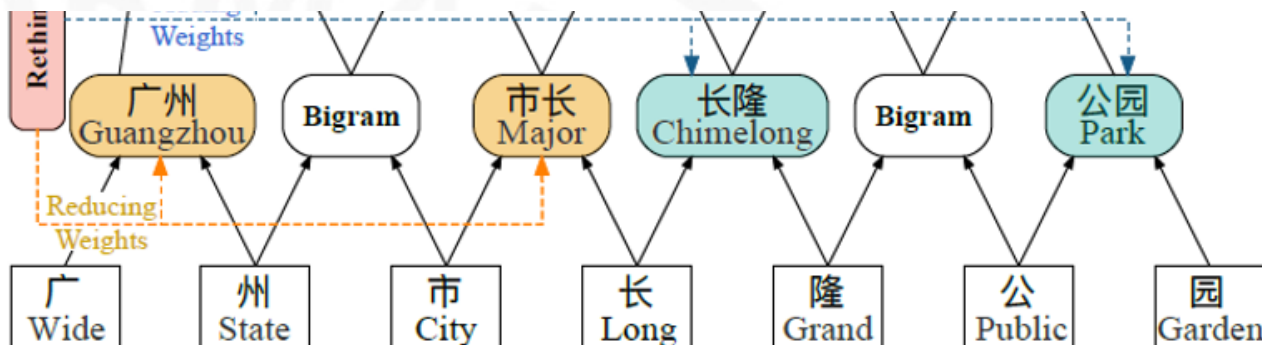 Weights
Rethin
广州
Guangzhou
Bigram
市长
Major
长隆
Chimelong
Bigram
公园
Park
Reducing
Weights
广
Wide
州
State
市
City
长
Long
隆
Grand
公
Public
园
Garden